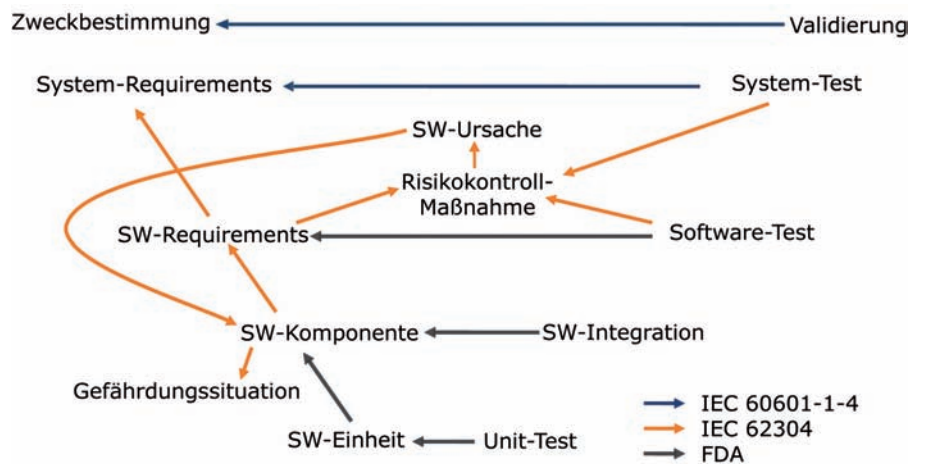 Zweckbestimmung
Validierung
System-Requirements
System-Test
SW-Ursache
Risikokontroll-
Maßnahme
SW-Requirements
Software-Test
SW-Komponente
SW-Integration
Gefährdungssituation
SW-Einheit
Unit-Test
IEC 60601-1-4
IEC 62304
FDA